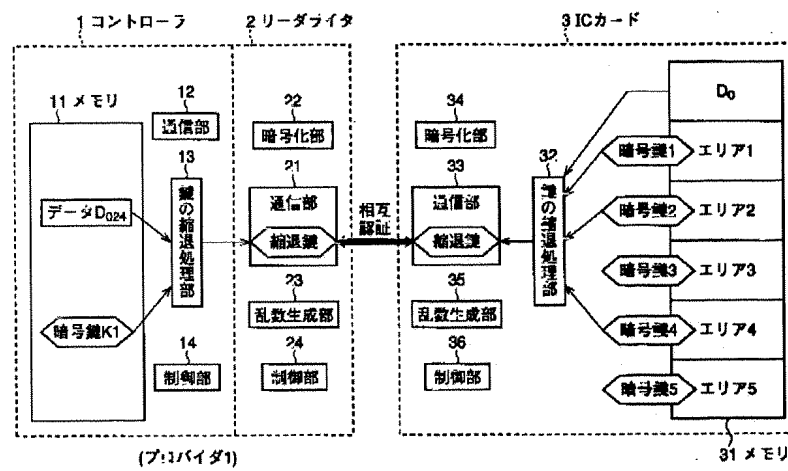 1 コントローラ
2 リーダライタ
3 ICカード
11 メモリ
12
通信部
13
鍵の縮退処理部
データD024
暗号鍵K1
14
制御部
22
暗号化部
21
通信部
縮退鍵
23
乱数生成部
24
制御部
相互
認証
34
暗号化部
33
通信部
縮退鍵
35
乱数生成部
36
制御部
32
鍵の縮退処理部
D0
暗号鍵1 エリア1
暗号鍵2 エリア2
暗号鍵3 エリア3
暗号鍵4 エリア4
暗号鍵5 エリア5
31 メモリ
(プロバイダ1)